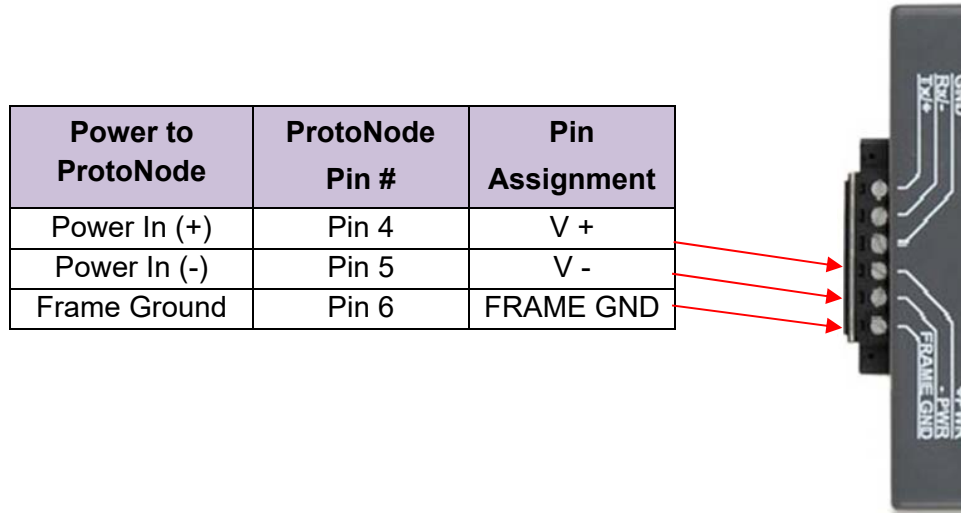 Power to
ProtoNode
ProtoNode
Pin #
Pin
Assignment
Power In (+) Pin 4 V +
Power In (-) Pin 5 V -
Frame Ground Pin 6 FRAME GND
Tx/+
Rx/-
GND
FRAME GND
- PWR